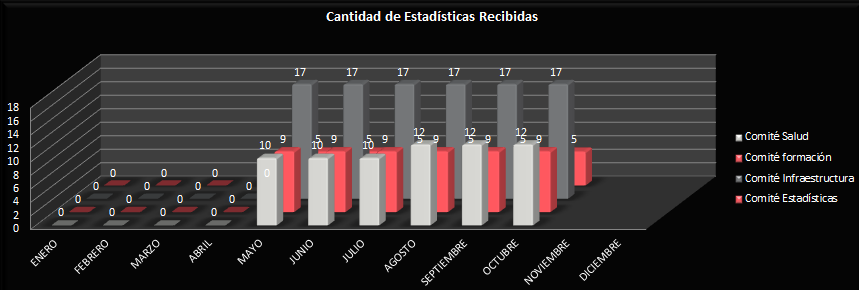 Cantidad de Estadísticas Recibidas
17 17 17 17 17 17
18
16
14
12
10
8
6
4
2
0
12 12 12
10 9 5 10 9 5 10 9 5 9 5 9 5 9 5
0 0 0 0
0 0 0 0
0 0 0
0
ENERO
FEBRERO
MARZO
ABRIL
MAYO
JUNIO
JULIO
AGOSTO
SEPTIEMBRE
OCTUBRE
NOVIEMBRE
DICIEMBRE
Comité Salud
Comité formación
Comité Infraestructura
Comité Estadísticas